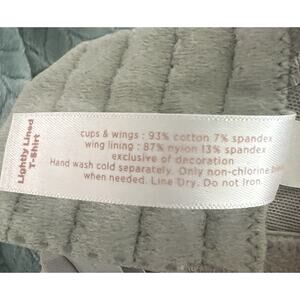 Lightly Lined
T-Shirt
cups & wings : 93% cotton 7% spandex
wing lining : 87% nylon 13% spandex
exclusive of decoration
Hand wash cold separately. Only non-chlorine
when needed. Line Dry. Do not Iron.